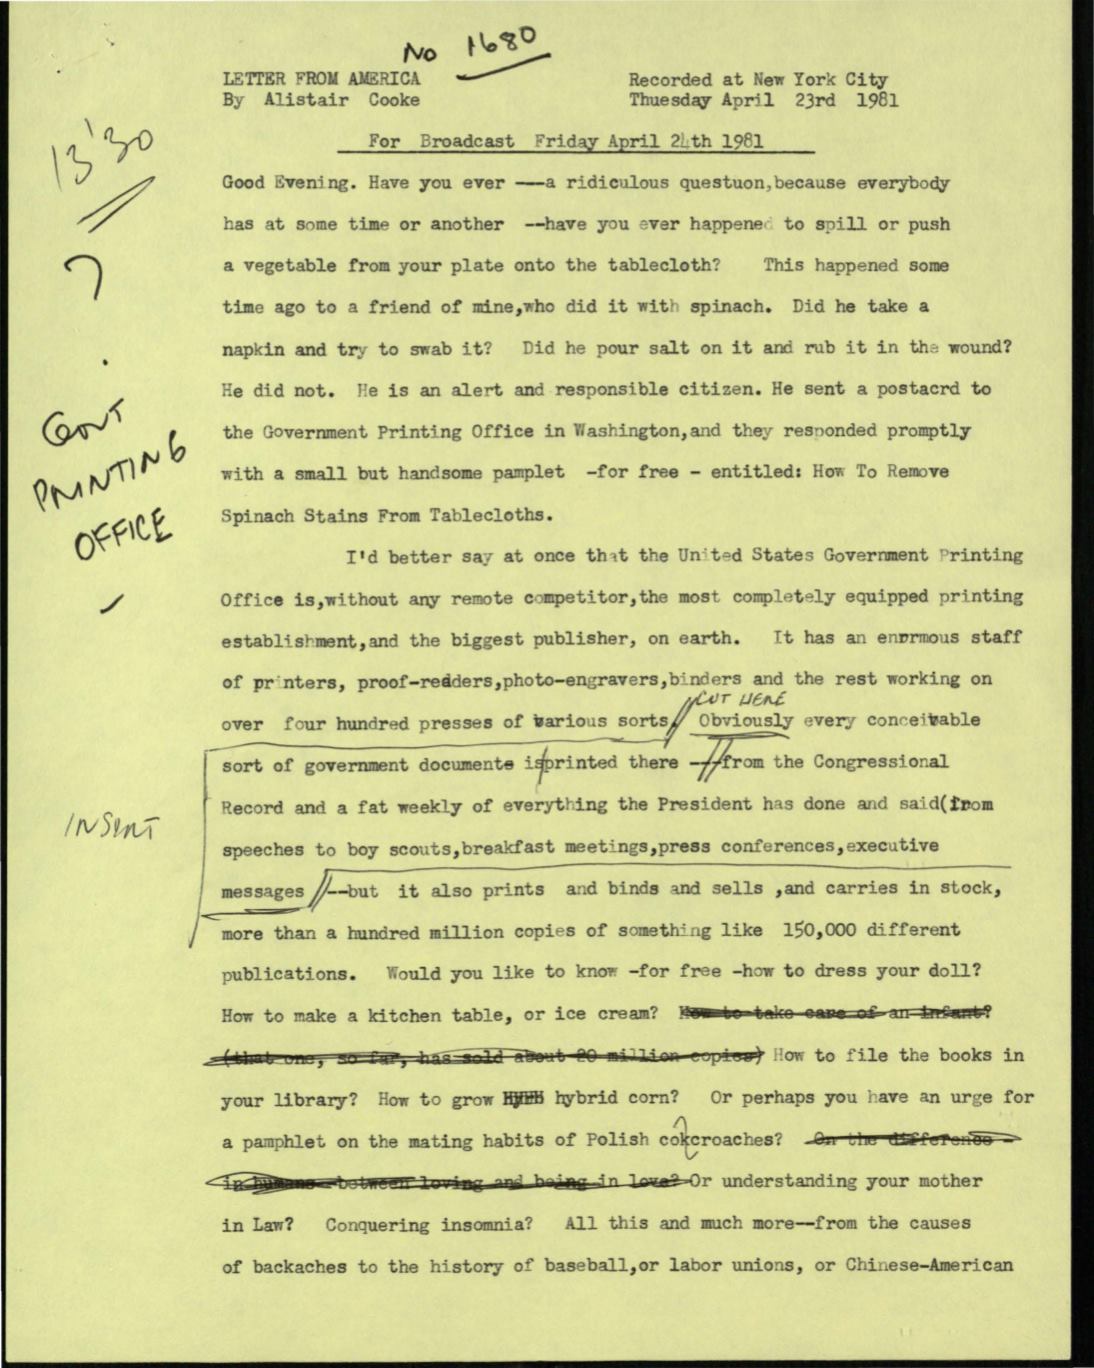 No 1680
LETTER FROM AMERICA Recorded at New York City
By Alistair Cooke Thuesday April 23rd 1981
13'30
For Broadcast Friday April 24th 1981
Good Evening. Have you ever ---a ridiculous questuon,because everybody
has at some time or another --have you ever happened to spill or push
a vegetable from your plate onto the tablecloth? This happened some
time ago to a friend of mine,who did it with spinach. Did he take a
napkin and try to swab it? Did he pour salt on it and rub it in the wound?
He did not. He is an alert and responsible citizen. He sent a postacrd to
the Government Printing Office in Washington,and they responded promptly
with a small but handsome pamplet -for free - entitled: How To Remove
Spinach Stains From Tablecloths.
GOVT
PRINTING
OFFICE
I'd better say at once that the United States Government Printing
Office is,without any remote competitor,the most completely equipped printing
establishment,and the biggest publisher, on earth. It has an enormous staff
of printers, proof-readers,photo-engravers,binders and the rest working on
CUT HERE
over four hundred presses of various sorts. Obviously every conceivable
sort of government documents is printed there --from the Congressional
Record and a fat weekly of everything the President has done and said(from
INSERT
speeches to boy scouts,breakfast meetings,press conferences,executive
messages --but it also prints and binds and sells ,and carries in stock,
more than a hundred million copies of something like 150,000 different
publications. Would you like to know -for free -how to dress your doll?
How to make a kitchen table, or ice cream? How to take care of an infant?
(that one, so far, has sold about 20 million copies) How to file the books in
your library? How to grow hybrid corn? Or perhaps you have an urge for
a pamphlet on the mating habits of Polish cokcroaches? On the difference -
in humans - between loving and being in love? Or understanding your mother
in Law? Conquering insomnia? All this and much more--from the causes
of backaches to the history of baseball,or labor unions, or Chinese-American